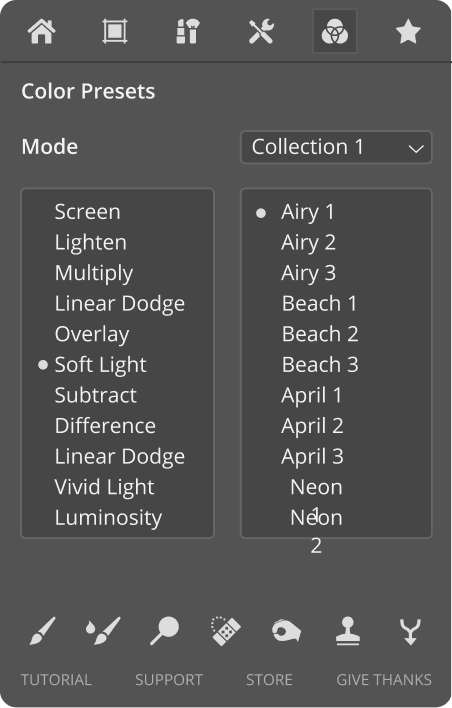 Color Presets
Mode
Collection 1
Screen
Lighten
Multiply
Linear Dodge
Overlay
Soft Light
Subtract
Difference
Linear Dodge
Vivid Light
Luminosity
Airy 1
Airy 2
Airy 3
Beach 1
Beach 2
Beach 3
April 1
April 2
April 3
Neon
1
Neon
2
TUTORIAL SUPPORT STORE GIVE THANKS